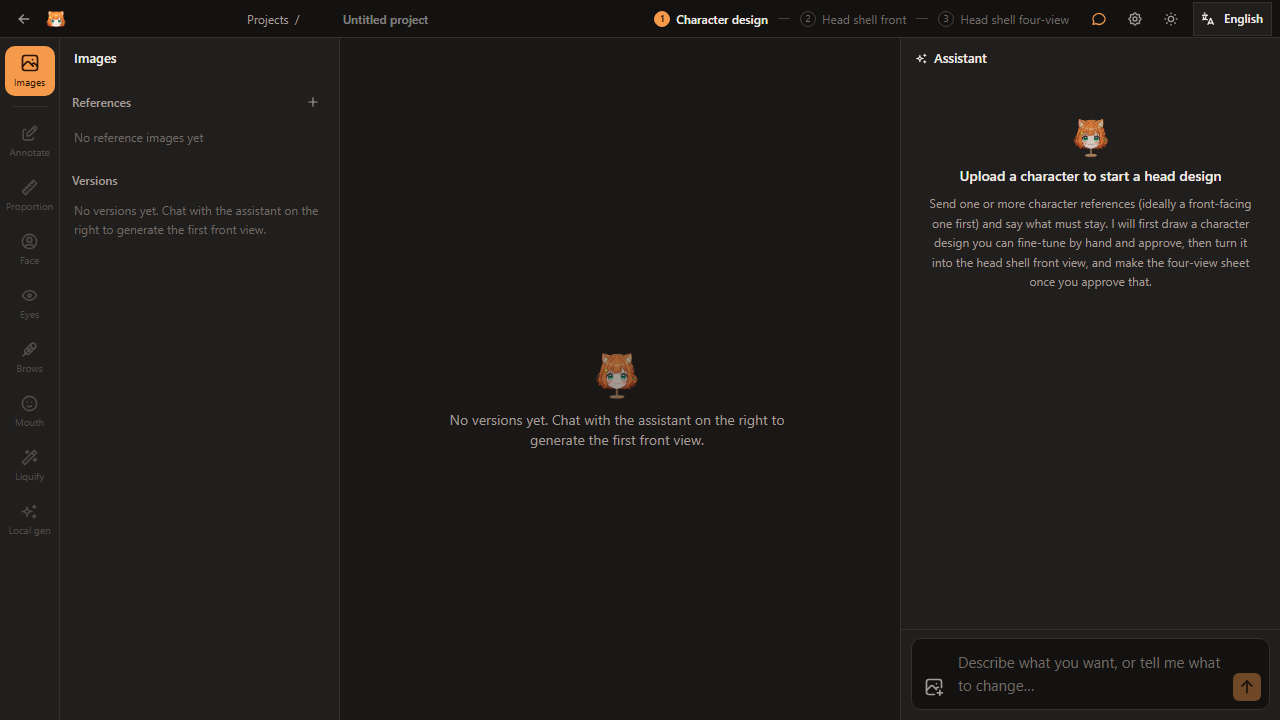 Projects /
Untitled project
1 Character design
2 Head shell front
3 Head shell four-view
English
Images
Annotate
Proportion
Face
Eyes
Brows
Mouth
Liquify
Local gen
Images
References
No reference images yet
Versions
No versions yet. Chat with the assistant on the
right to generate the first front view.
No versions yet. Chat with the assistant on the right to
generate the first front view.
Assistant
Upload a character to start a head design
Send one or more character references (ideally a front-facing
one first) and say what must stay. I will first draw a character
design you can fine-tune by hand and approve, then turn it
into the head shell front view, and make the four-view sheet
once you approve that.
Describe what you want, or tell me what
to change...